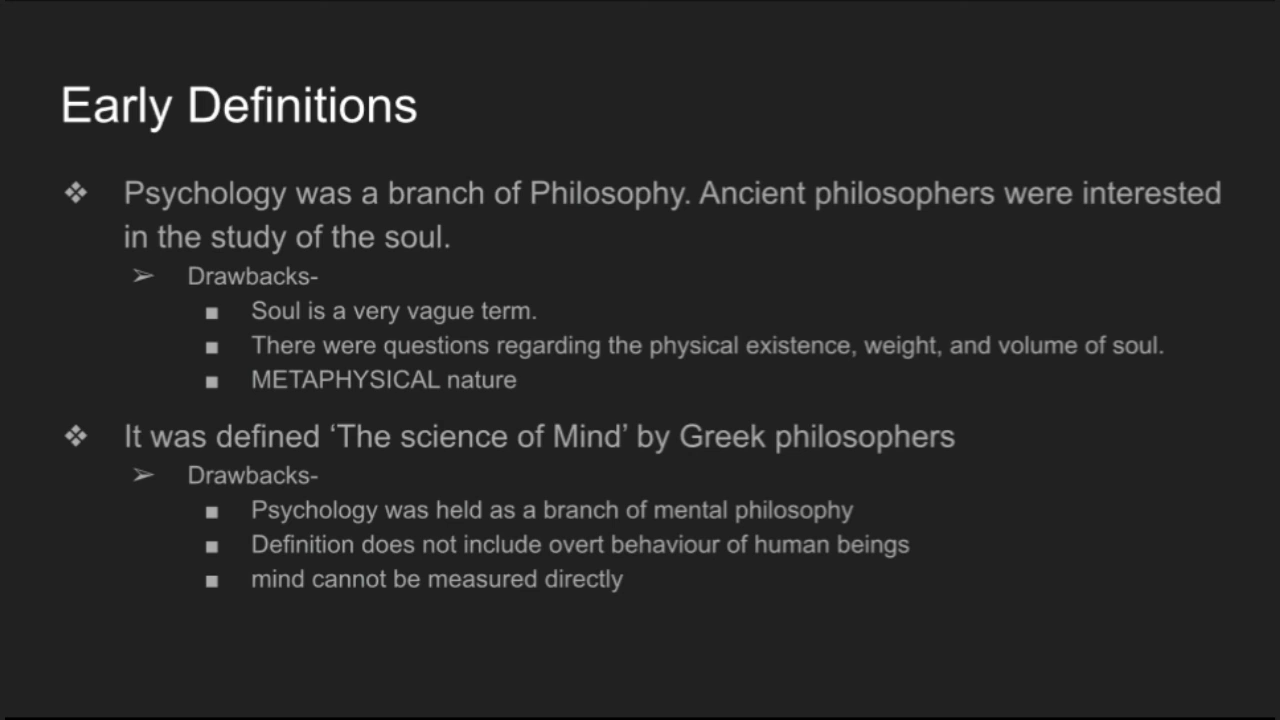 Early Definitions
❖ Psychology was a branch of Philosophy. Ancient philosophers were interested
in the study of the soul.
➢ Drawbacks-
■ Soul is a very vague term.
■ There were questions regarding the physical existence, weight, and volume of soul.
■ METAPHYSICAL nature
❖ It was defined ‘The science of Mind’ by Greek philosophers
➢ Drawbacks-
■ Psychology was held as a branch of mental philosophy
■ Definition does not include overt behaviour of human beings
■ mind cannot be measured directly